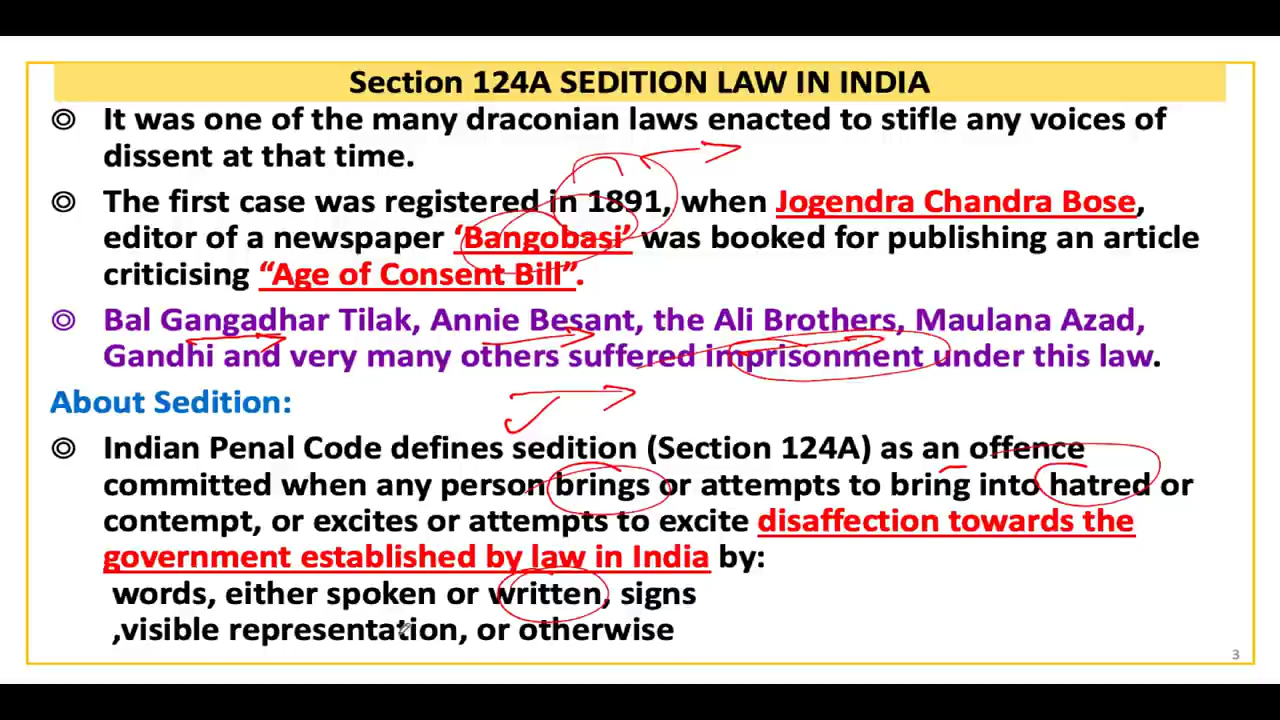 Section 124A SEDITION LAW IN INDIA
◎ It was one of the many draconian laws enacted to stifle any voices of
dissent at that time.
◎ The first case was registered in 1891, when Jogendra Chandra Bose,
editor of a newspaper ‘Bangobasi’ was booked for publishing an article
criticising “Age of Consent Bill”.
◎ Bal Gangadhar Tilak, Annie Besant, the Ali Brothers, Maulana Azad,
Gandhi and very many others suffered imprisonment under this law.
About Sedition:
◎ Indian Penal Code defines sedition (Section 124A) as an offence
committed when any person brings or attempts to bring into hatred or
contempt, or excites or attempts to excite disaffection towards the
government established by law in India by:
words, either spoken or written, signs
,visible representation, or otherwise
3